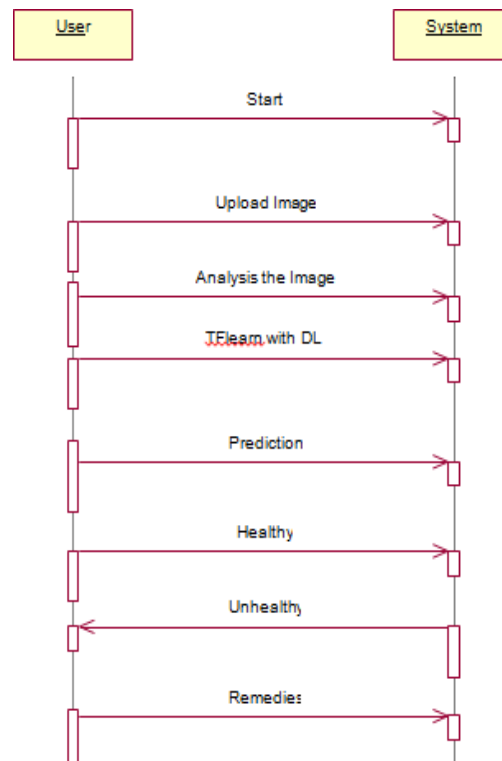 User
System
Start
Upload Image
Analysis the Image
TFlearn with DL
Prediction
Healthy
Unhealthy
Remedies